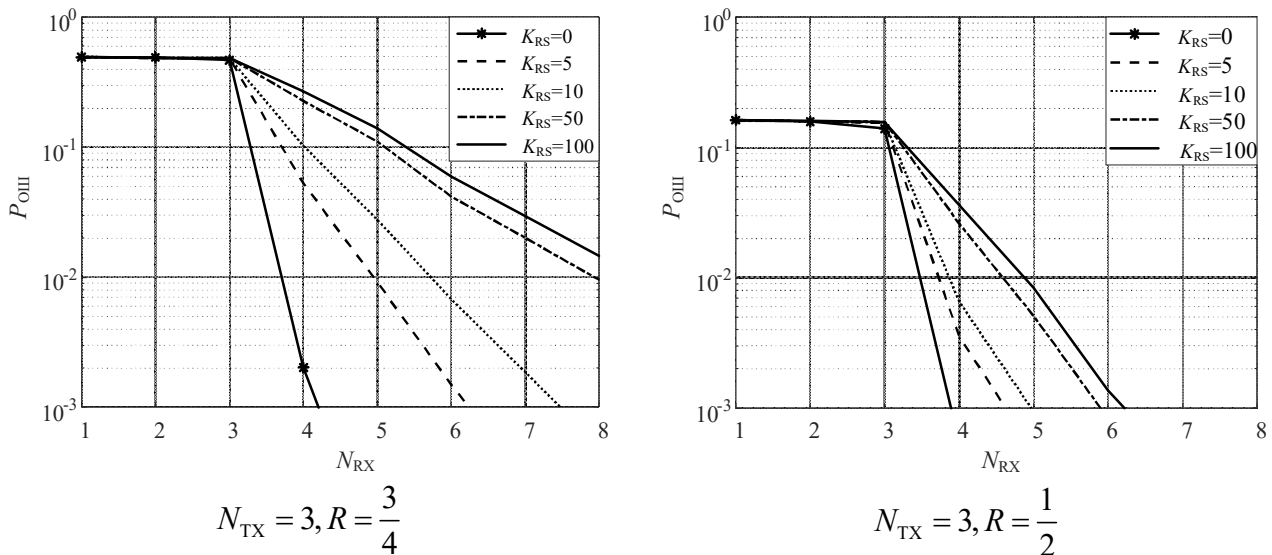 10^0
10^-1
10^-2
10^-3
P_OIII
1 2 3 4 5 6 7 8
N_RX
K_RS=0
K_RS=5
K_RS=10
K_RS=50
K_RS=100
N_TX = 3, R = 3/4
10^0
10^-1
10^-2
10^-3
P_OIII
1 2 3 4 5 6 7 8
N_RX
K_RS=0
K_RS=5
K_RS=10
K_RS=50
K_RS=100
N_TX = 3, R = 1/2